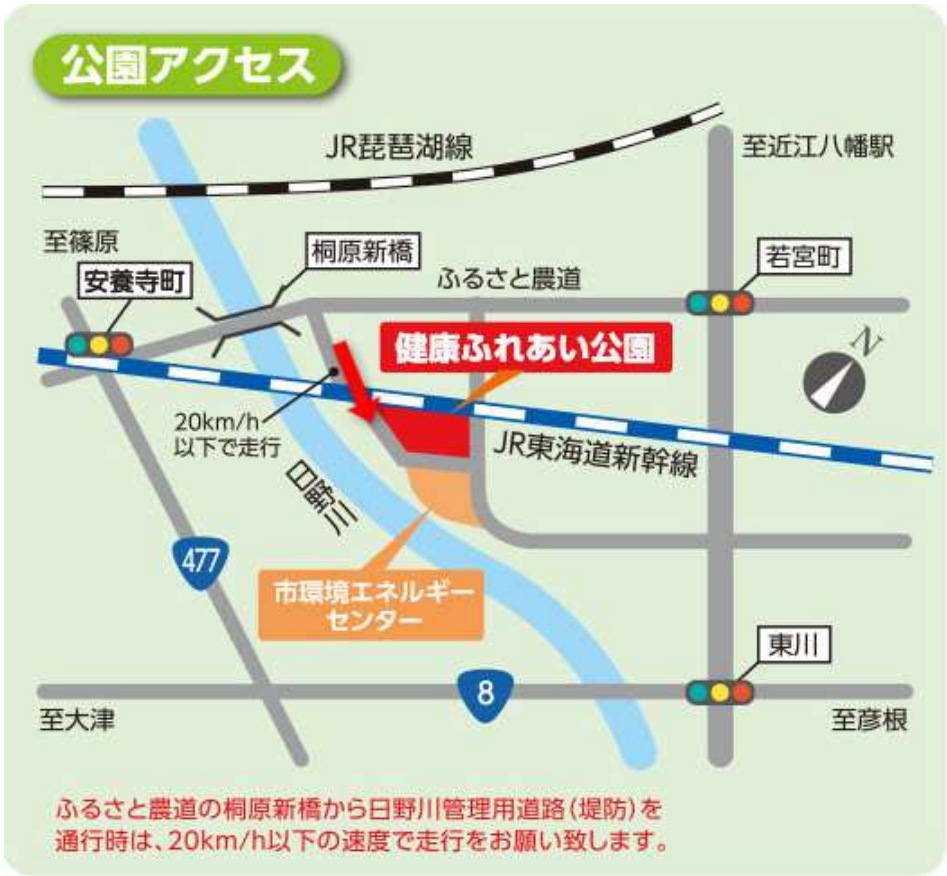 公園アクセス
JR琵琶湖線
至近江八幡駅
至篠原
桐原新橋
若宮町
安養寺町
ふるさと農道
N
健康ふれあい公園
20km/h
以下で走行
JR東海道新幹線
日野川
477
市環境エネルギー
センター
東川
8
至大津
至彦根
ふるさと農道の桐原新橋から日野川管理用道路(堤防)を
通行時は、20km/h以下の速度で走行をお願い致します。